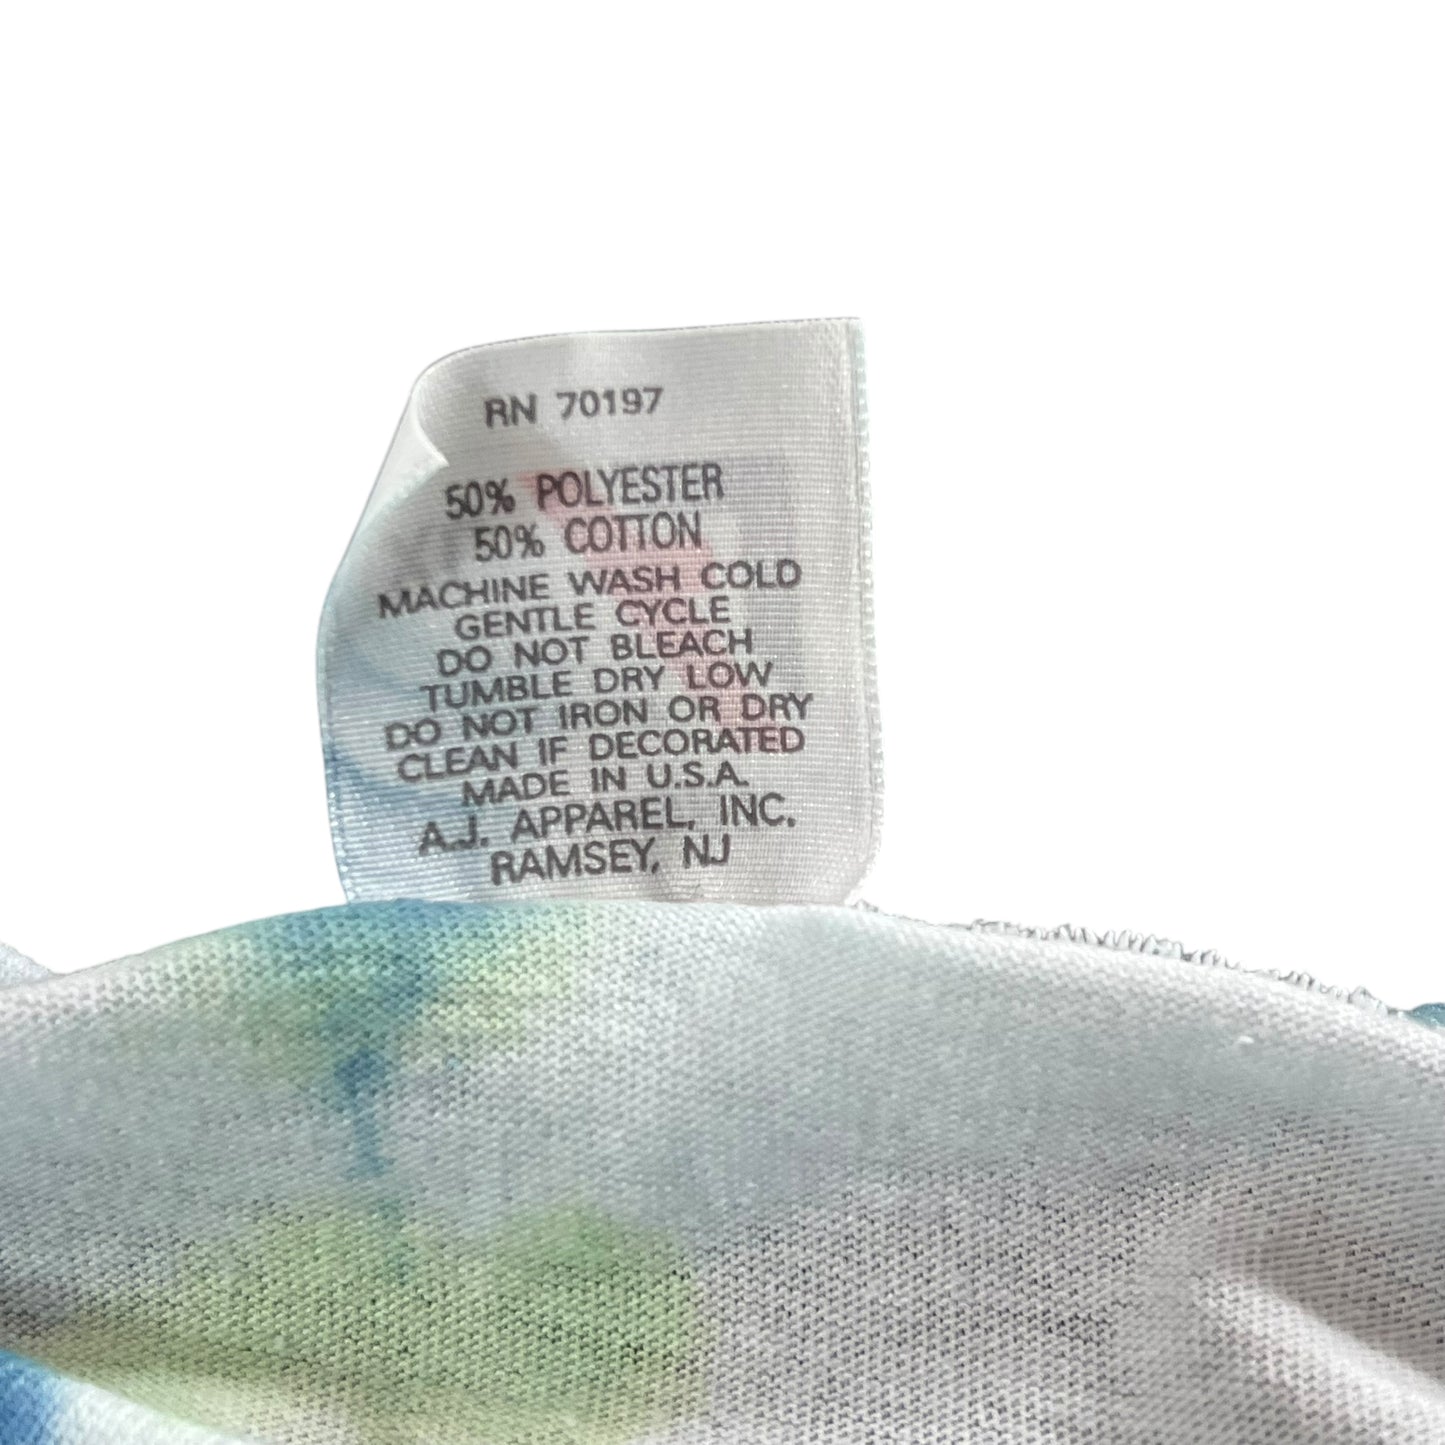 RN 70197
50% POLYESTER
50% COTTON
MACHINE WASH COLD
GENTLE CYCLE
DO NOT BLEACH
TUMBLE DRY LOW
DO NOT IRON OR DRY
CLEAN IF DECORATED
MADE IN U.S.A.
A.J. APPAREL, INC.
RAMSEY, NJ